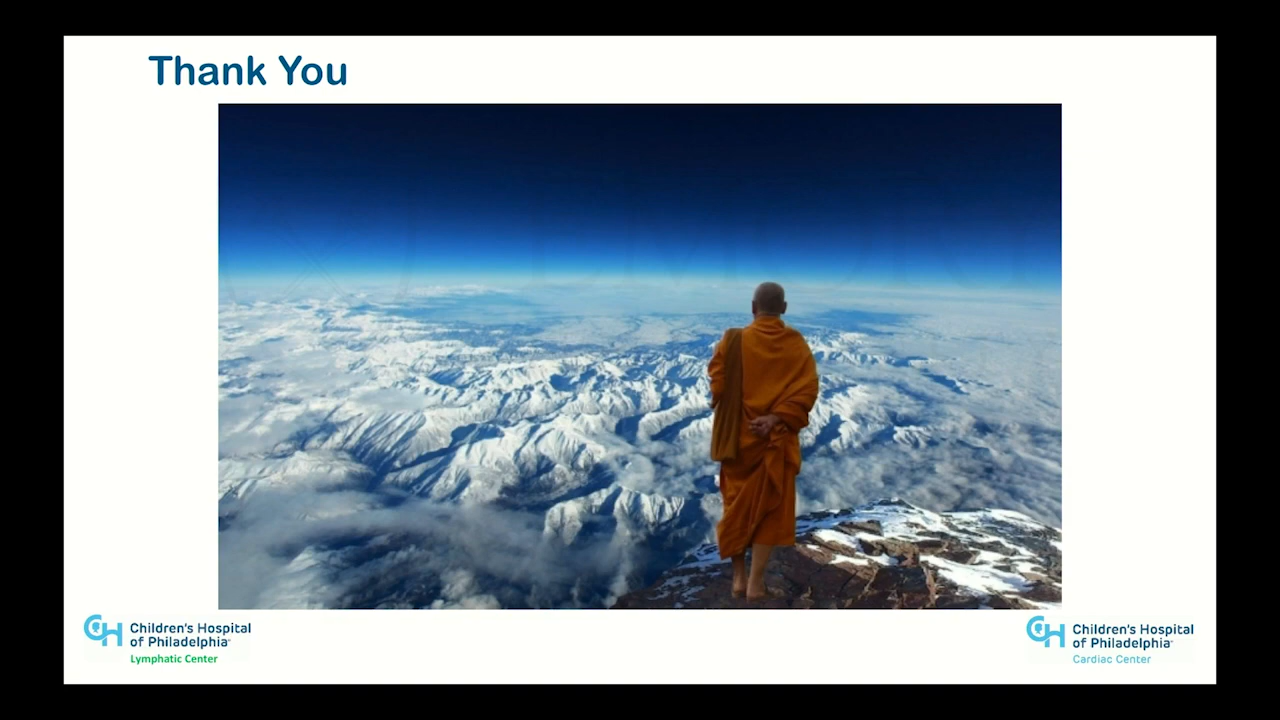 Thank You
Children's Hospital
of Philadelphia
Lymphatic Center
Children's Hospital
of Philadelphia
Cardiac Center